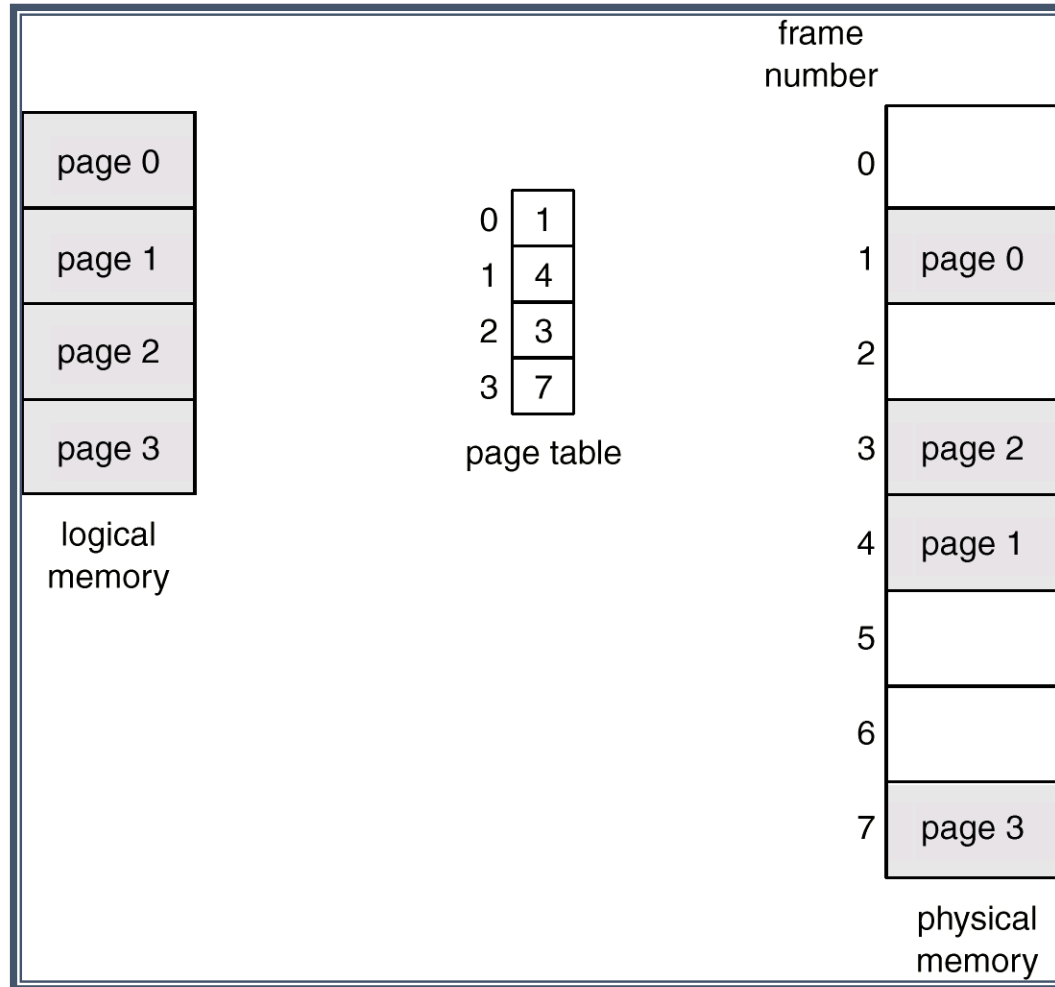 page 0
page 1
page 2
page 3
logical
memory
0 1
1 4
2 3
3 7
page table
frame
number
0
1 page 0
2
3 page 2
4 page 1
5
6
7 page 3
physical
memory